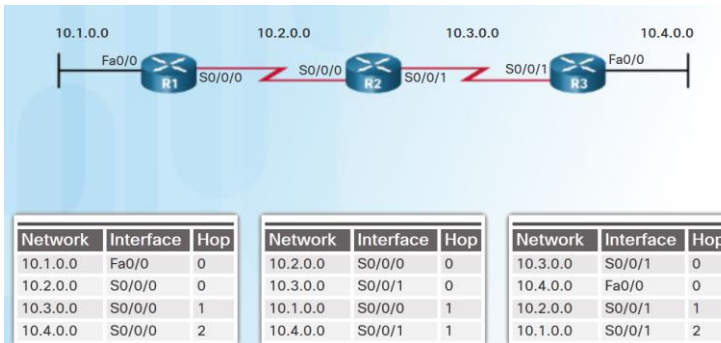 10.1.0.0 10.2.0.0 10.3.0.0 10.4.0.0
Fa0/0 R1 S0/0/0 S0/0/0 R2 S0/0/1 S0/0/1 R3 Fa0/0
Network Interface Hop
10.1.0.0 Fa0/0 0
10.2.0.0 S0/0/0 0
10.3.0.0 S0/0/0 1
10.4.0.0 S0/0/0 2
Network Interface Hop
10.2.0.0 S0/0/0 0
10.3.0.0 S0/0/1 0
10.1.0.0 S0/0/0 1
10.4.0.0 S0/0/1 1
Network Interface Hop
10.3.0.0 S0/0/1 0
10.4.0.0 Fa0/0 0
10.2.0.0 S0/0/1 1
10.1.0.0 S0/0/1 2